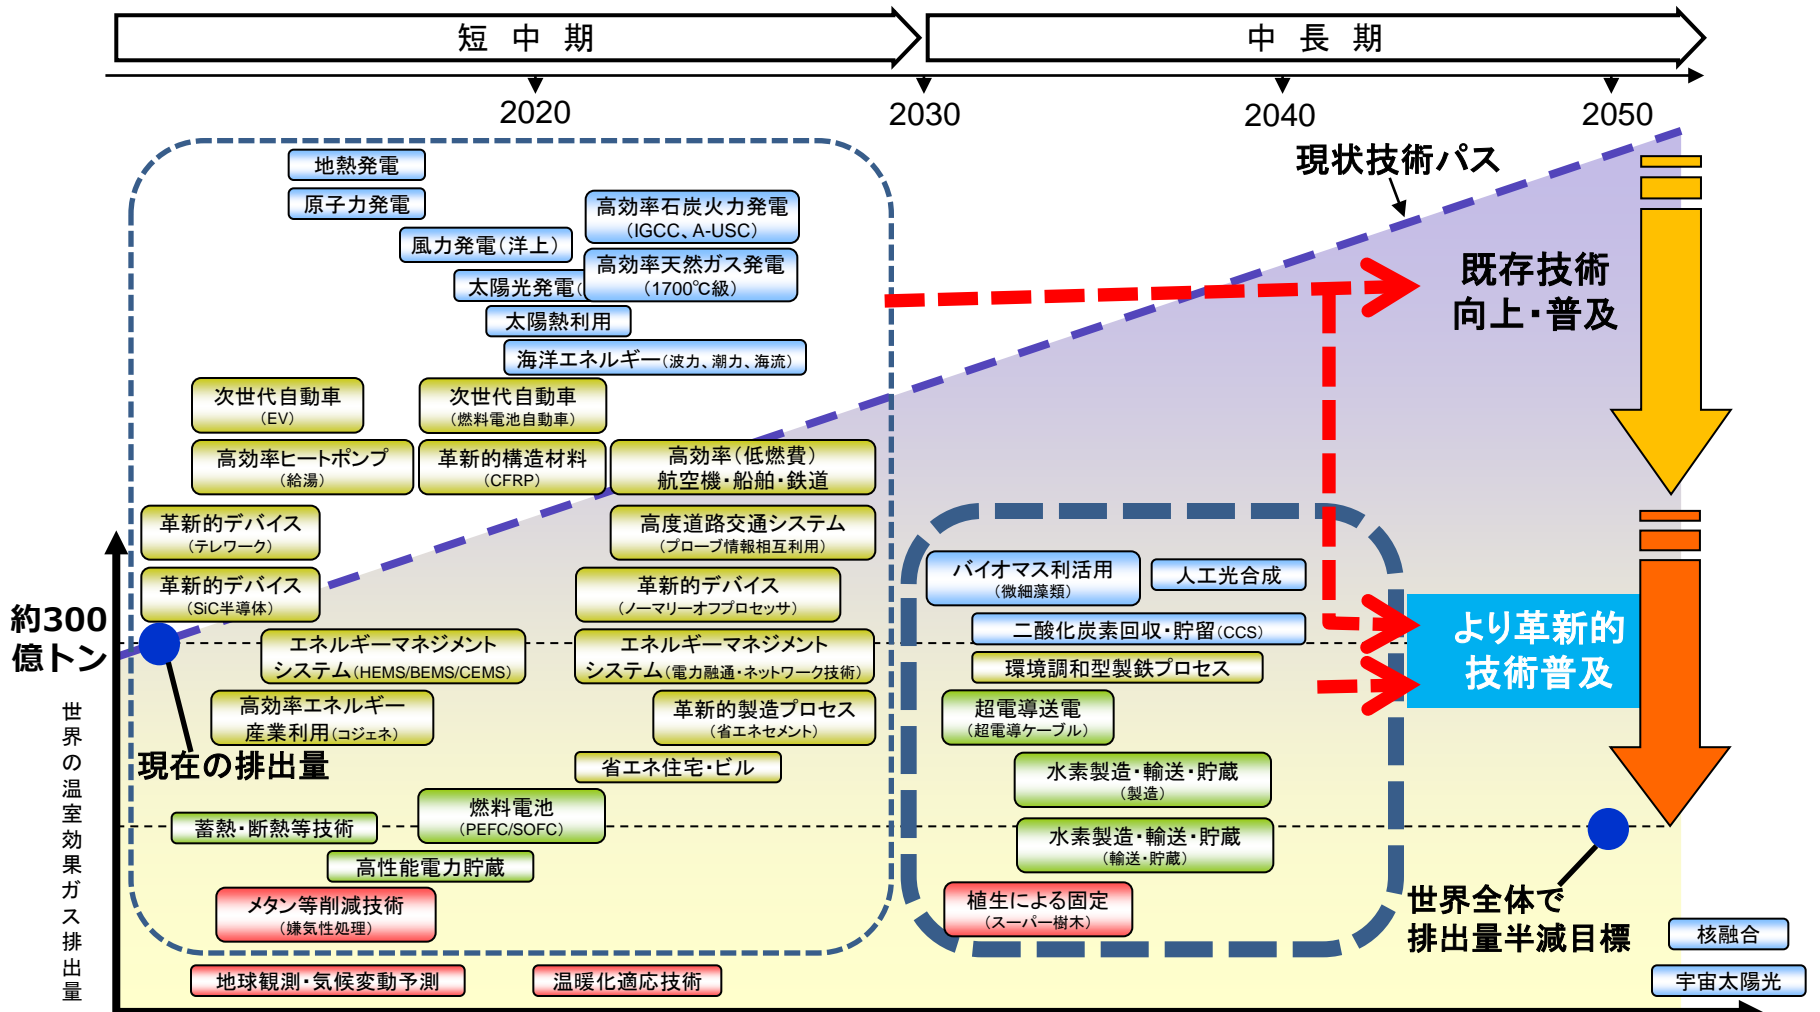 短中期
中長期
2020
2030
2040
2050
地熱発電
原子力発電
風力発電(洋上)
太陽光発電(
太陽熱利用
海洋エネルギー(波力、潮力、海流)
高効率石炭火力発電
(IGCC、A-USC)
高効率天然ガス発電
(1700℃級)
現状技術パス
既存技術
向上・普及
次世代自動車
(EV)
次世代自動車
(燃料電池自動車)
高効率ヒートポンプ
(給湯)
革新的構造材料
(CFRP)
高効率(低燃費)
航空機・船舶・鉄道
革新的デバイス
(テレワーク)
高度道路交通システム
(プローブ情報相互利用)
革新的デバイス
(SiC半導体)
革新的デバイス
(ノーマリーオフプロセッサ)
エネルギーマネジメント
システム(HEMS/BEMS/CEMS)
エネルギーマネジメント
システム(電力融通・ネットワーク技術)
高効率エネルギー
産業利用(コジェネ)
革新的製造プロセス
(省エネセメント)
省エネ住宅・ビル
蓄熱・断熱等技術
燃料電池
(PEFC/SOFC)
高性能電力貯蔵
メタン等削減技術
(嫌気性処理)
地球観測・気候変動予測
温暖化適応技術
バイオマス利活用
(微細藻類)
人工光合成
二酸化炭素回収・貯留(CCS)
環境調和型製鉄プロセス
超電導送電
(超電導ケーブル)
水素製造・輸送・貯蔵
(製造)
水素製造・輸送・貯蔵
(輸送・貯蔵)
植生による固定
(スーパー樹木)
より革新的
技術普及
約300
億トン
世界の温室効果ガス排出量
現在の排出量
世界全体で
排出量半減目標
核融合
宇宙太陽光